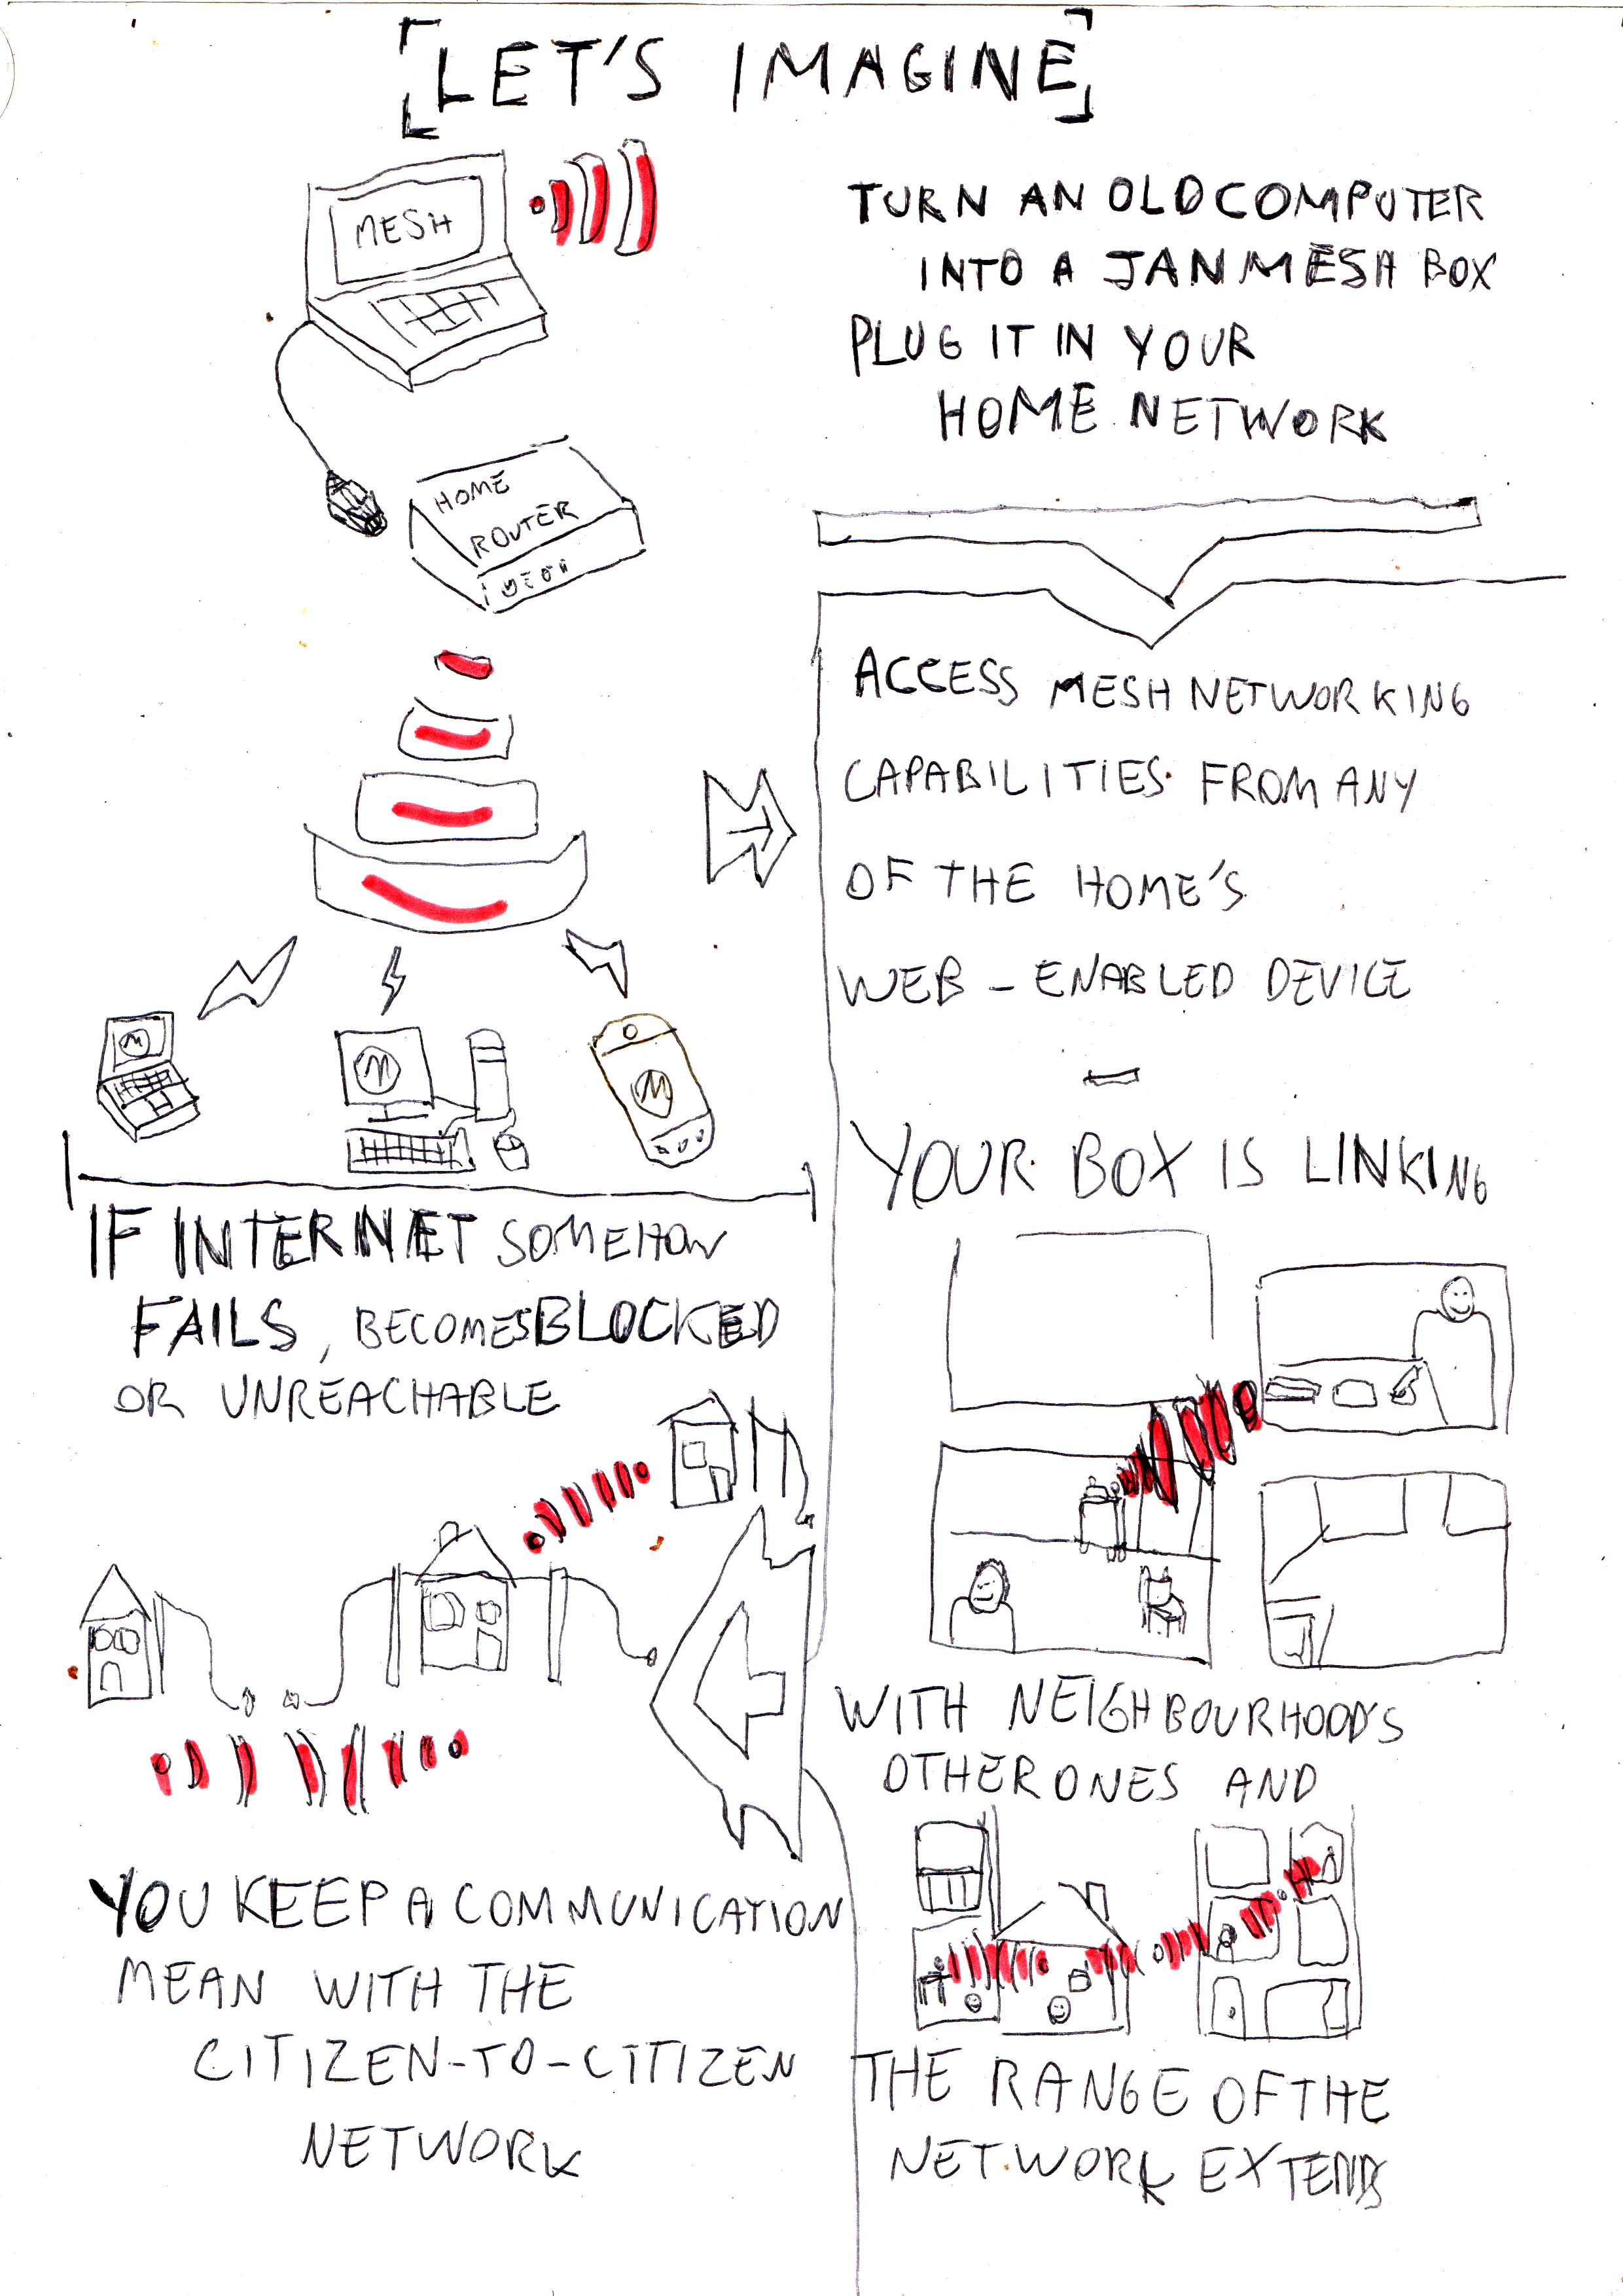 [LET'S IMAGINE]
MESH
TURN AN OLD COMPUTER
INTO A JANMESH BOX
PLUG IT IN YOUR
HOME NETWORK
HOME
ROUTER
ACCESS MESH NETWORKING
CAPABILITIES FROM ANY
OF THE HOME'S
WEB-ENABLED DEVICE
M
M
M
YOUR BOX IS LINKING
WITH NEIGHBOURHOODS
OTHER ONES AND
THE RANGE OF THE
NETWORK EXTENDS
IF INTERNET SOMEHOW
FAILS, BECOMES BLOCKED
OR UNREACHABLE
YOU KEEP A COMMUNICATION
MEAN WITH THE
CITIZEN-TO-CITIZEN
NETWORK